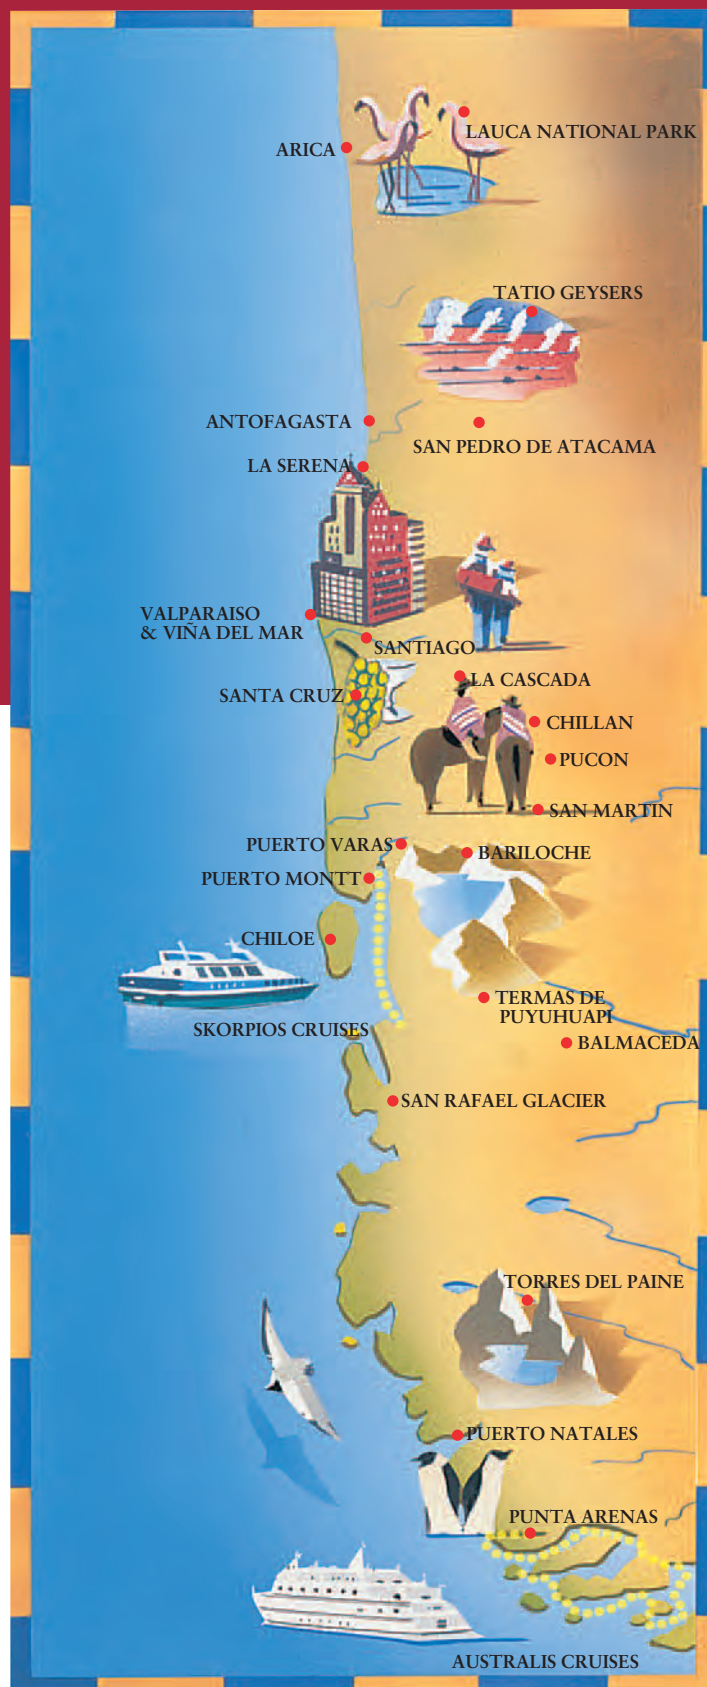 LAUCA NATIONAL PARK
ARICA
TATIO GEYSERS
ANTOFAGASTA
SAN PEDRO DE ATACAMA
LA SERENA
VALPARAISO
& VIÑA DEL MAR
SANTIAGO
LA CASCADA
SANTA CRUZ
CHILLAN
PUCON
SAN MARTIN
PUERTO VARAS
BARILOCHE
PUERTO MONTT
CHILOE
TERMAS DE
PUYUHUAPI
SKORPIOS CRUISES
BALMACEDA
SAN RAFAEL GLACIER
TORRES DEL PAINE
PUERTO NATALES
PUNTA ARENAS
AUSTRALIS CRUISES